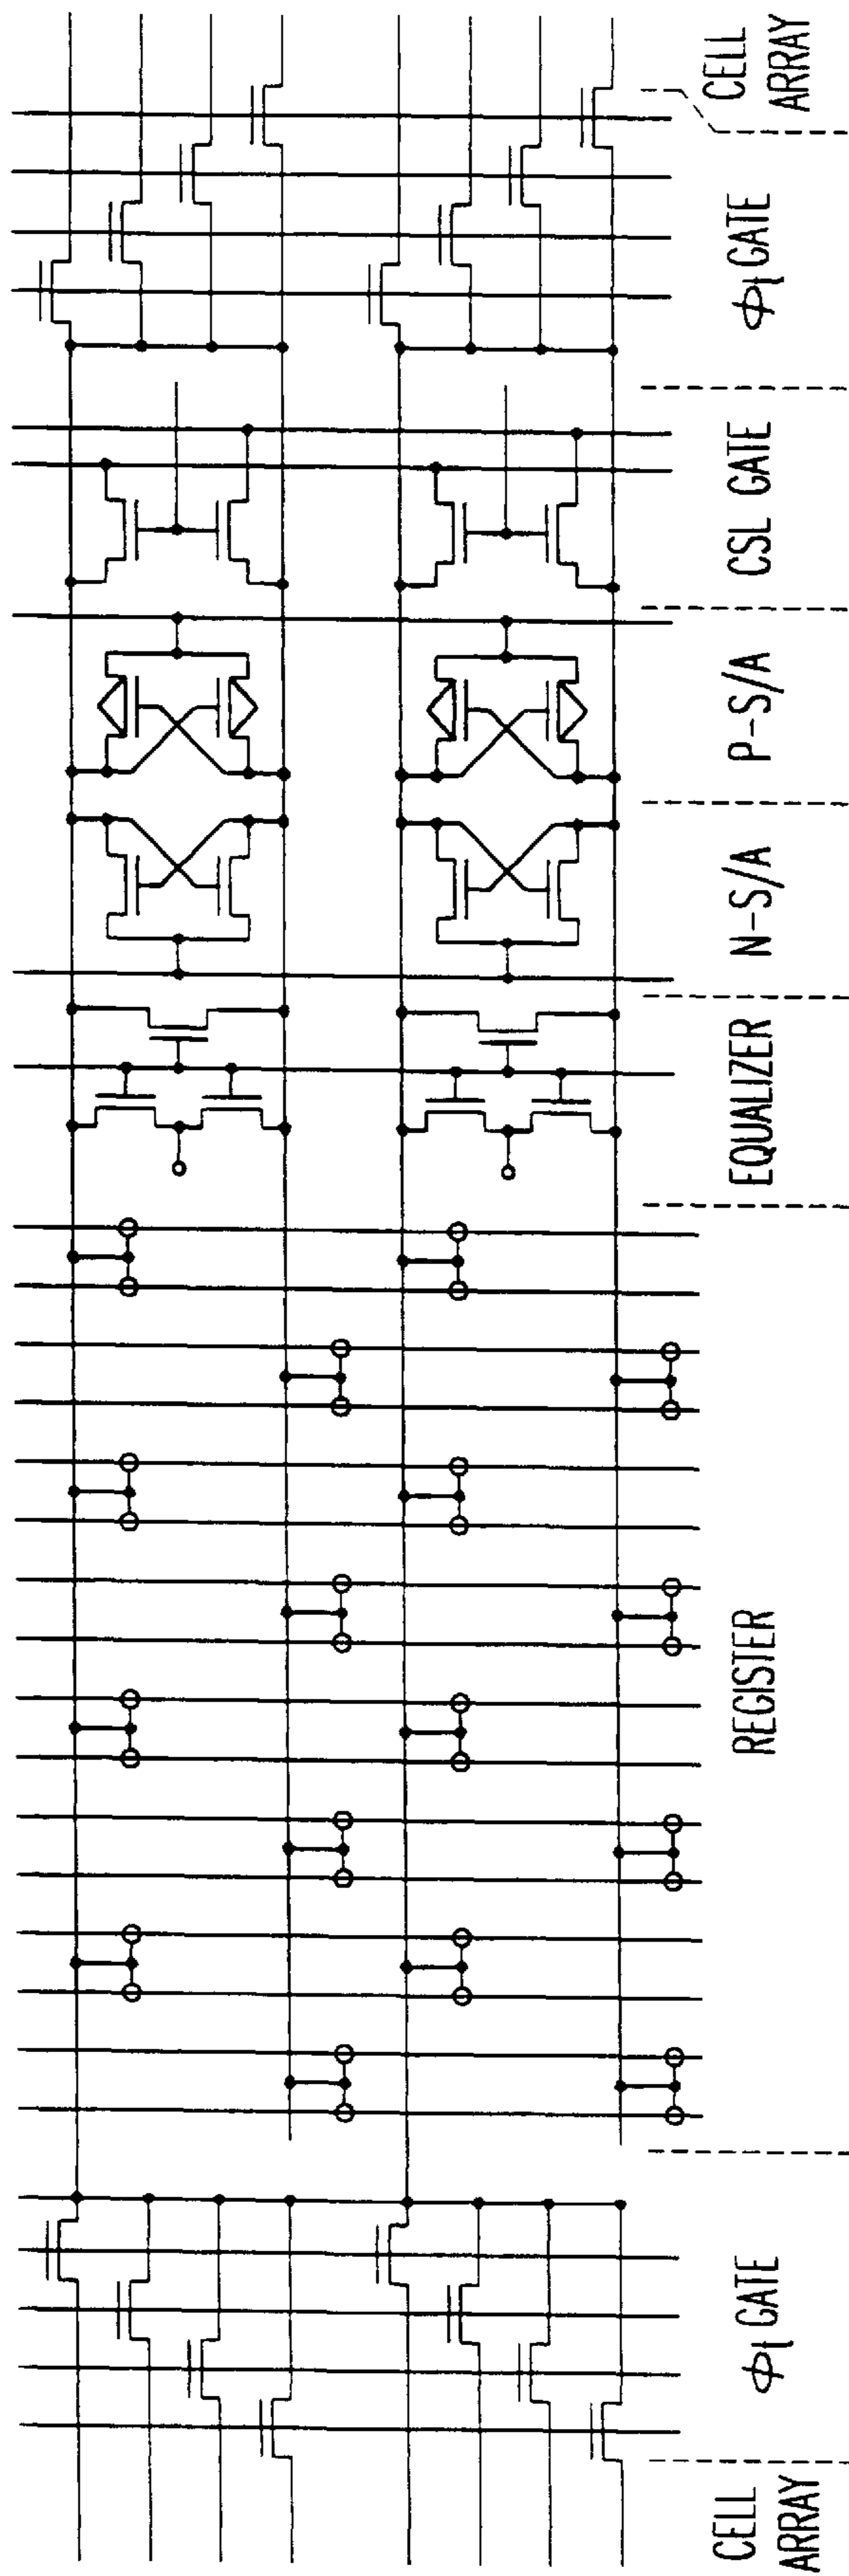 CELL
ARRAY
Φt GATE
CSL GATE
P-S/A
N-S/A
EQUALIZER
REGISTER
Φt GATE
CELL
ARRAY